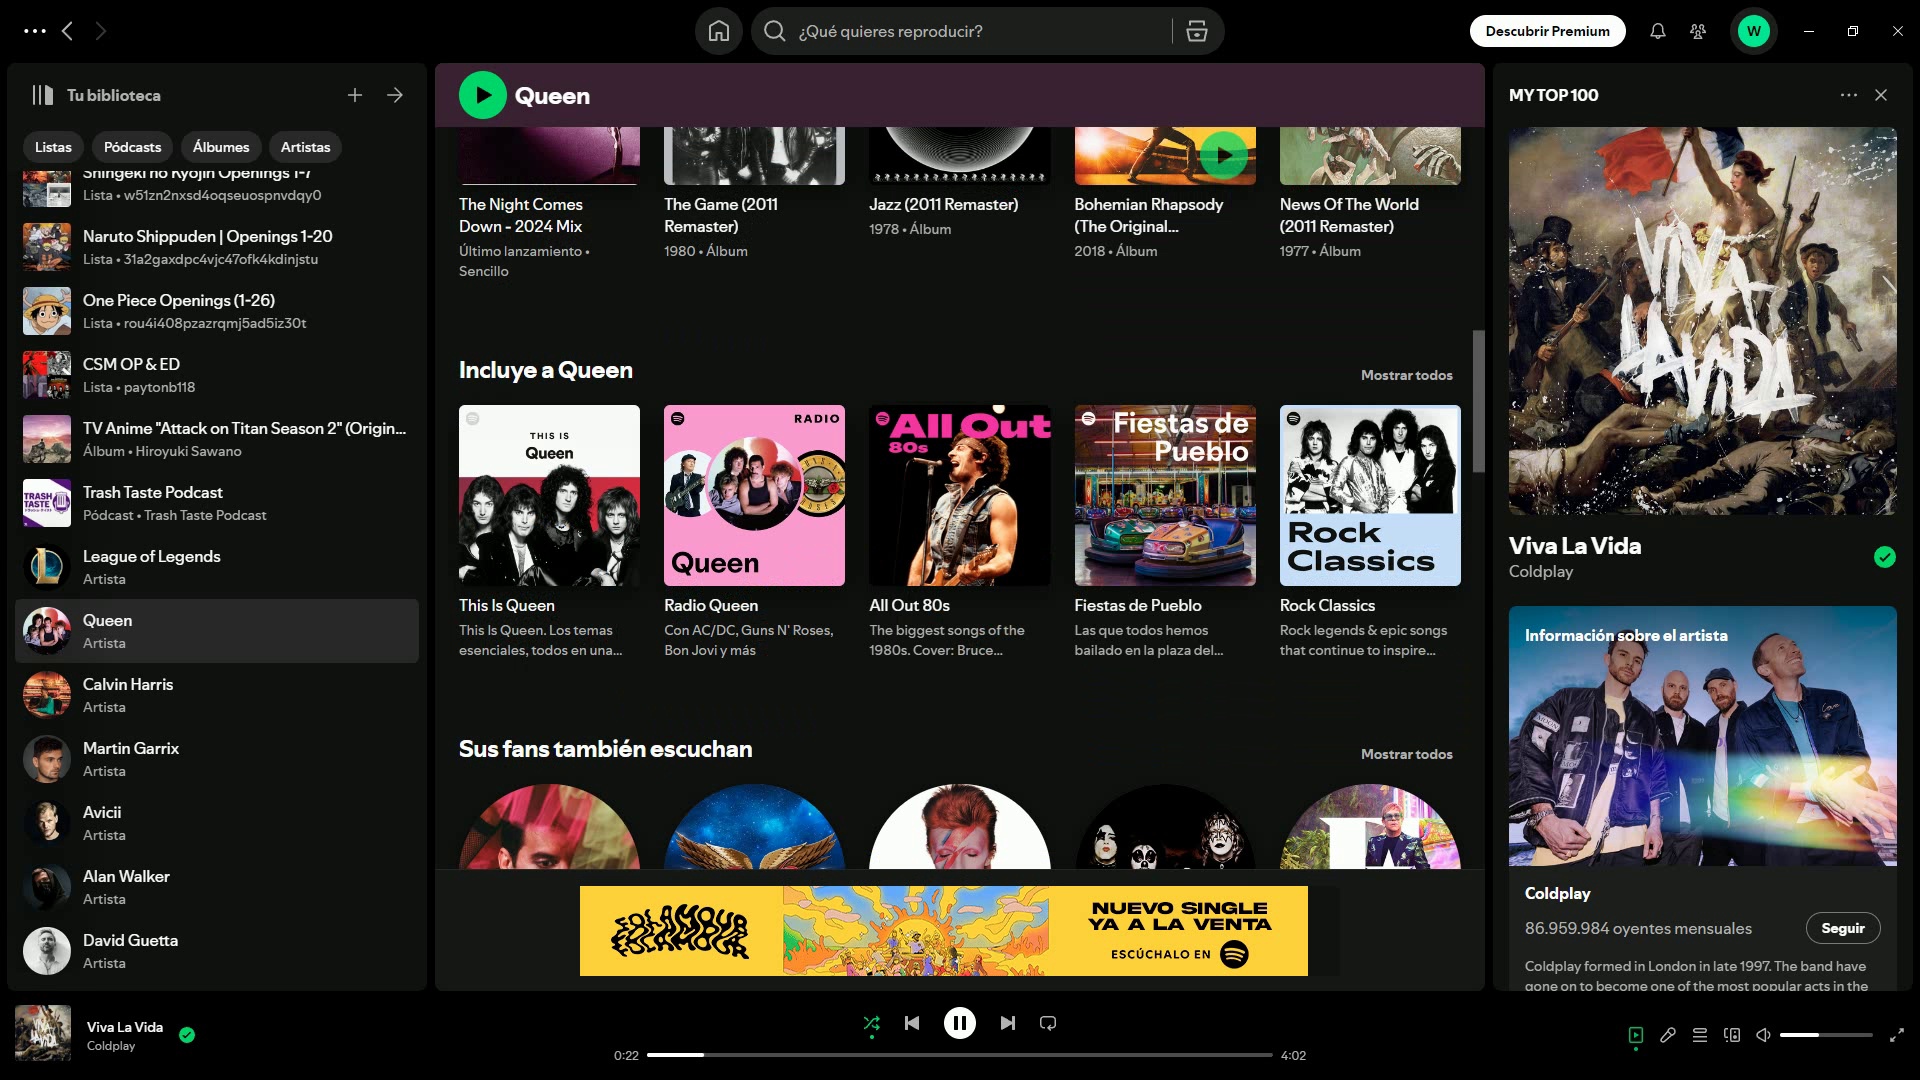 ¿Qué quieres reproducir?
Descubrir Premium
W
Tu biblioteca
Listas
Pódcasts
Álbumes
Artistas
Shingeki no Kyojin Openings 1-7
Lista • w51zn2nxsd4oqseuospnvdqy0
Naruto Shippuden | Openings 1-20
Lista • 31a2gaxdpc4vjc47ofk4kdinjstu
One Piece Openings (1-26)
Lista • rou4i408pzazrqmj5ad5iz30t
CSM OP & ED
Lista • paytonb118
TV Anime "Attack on Titan Season 2" (Origin...
Álbum • Hiroyuki Sawano
TRASH TASTE
Trash Taste Podcast
Pódcast • Trash Taste Podcast
League of Legends
Artista
Queen
Artista
Calvin Harris
Artista
Martin Garrix
Artista
Avicii
Artista
Alan Walker
Artista
David Guetta
Artista
Queen
The Night Comes
Down - 2024 Mix
Último lanzamiento •
Sencillo
The Game (2011
Remaster)
1980 • Álbum
Jazz (2011 Remaster)
1978 • Álbum
Bohemian Rhapsody
(The Original...
2018 • Álbum
News Of The World
(2011 Remaster)
1977 • Álbum
Incluye a Queen
Mostrar todos
THIS IS
Queen
RADIO
Queen
All Out
80s
Fiestas de
Pueblo
Rock
Classics
This Is Queen
This Is Queen. Los temas
esenciales, todos en una...
Radio Queen
Con AC/DC, Guns N' Roses,
Bon Jovi y más
All Out 80s
The biggest songs of the
1980s. Cover: Bruce...
Fiestas de Pueblo
Las que todos hemos
bailado en la plaza del...
Rock Classics
Rock legends & epic songs
that continue to inspire...
Sus fans también escuchan
Mostrar todos
FOLAMOUR
FOLAMOUR
NUEVO SINGLE
YA A LA VENTA
ESCÚCHALO EN
MY TOP 100
VIVA
LA VIDA
Viva La Vida
Coldplay
Información sobre el artista
Coldplay
86.959.984 oyentes mensuales
Seguir
Coldplay formed in London in late 1997. The band have
gone on to become one of the most popular acts in the
Viva La Vida
Coldplay
0:22
4:02